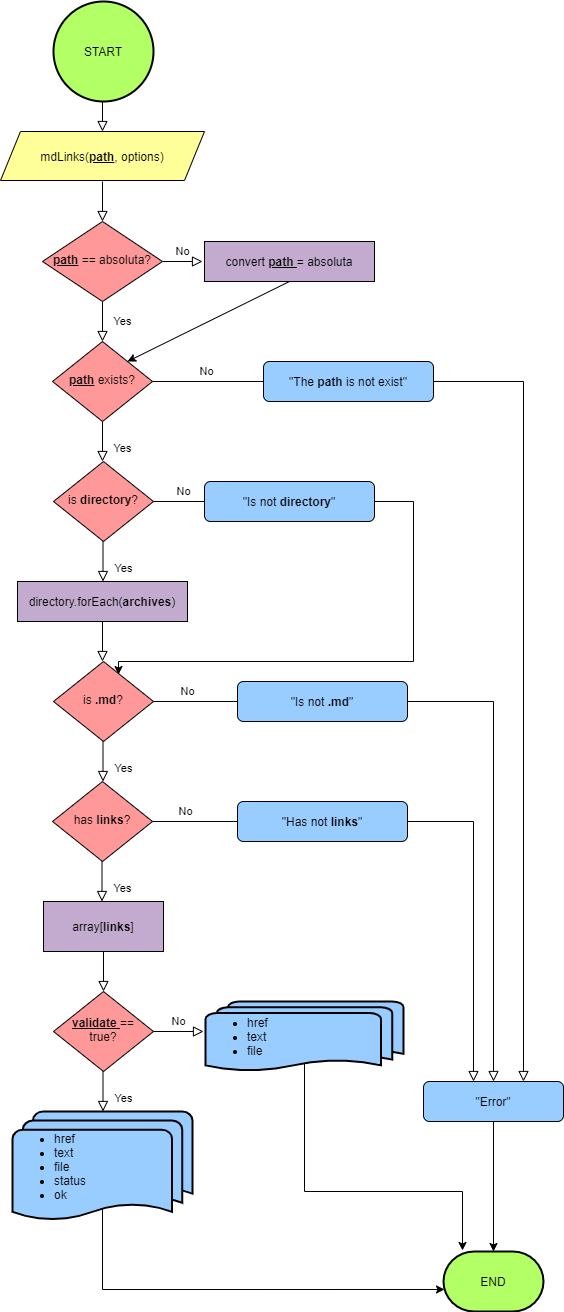 START
mdLinks(path, options)
path == absoluta?
No
convert path = absoluta
Yes
path exists?
No
"The path is not exist"
Yes
is directory?
No
"Is not directory"
Yes
directory.forEach(archives)
is .md?
No
"Is not .md"
Yes
has links?
No
"Has not links"
Yes
array[links]
validate ==
true?
No
• href
• text
• file
Yes
"Error"
• href
• text
• file
• status
• ok
END